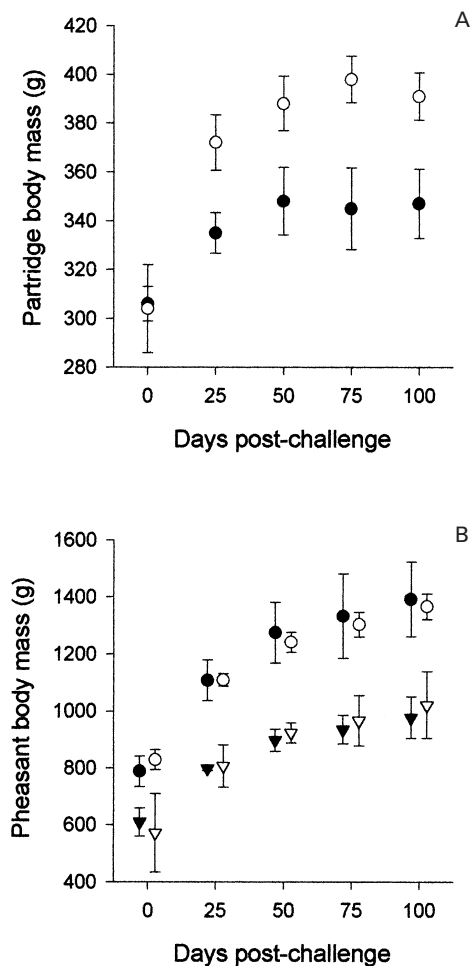 A
420
400
380
360
340
320
300
280
Partridge body mass (g)
0 25 50 75 100
Days post-challenge
B
1600
1400
1200
1000
800
600
400
Pheasant body mass (g)
0 25 50 75 100
Days post-challenge